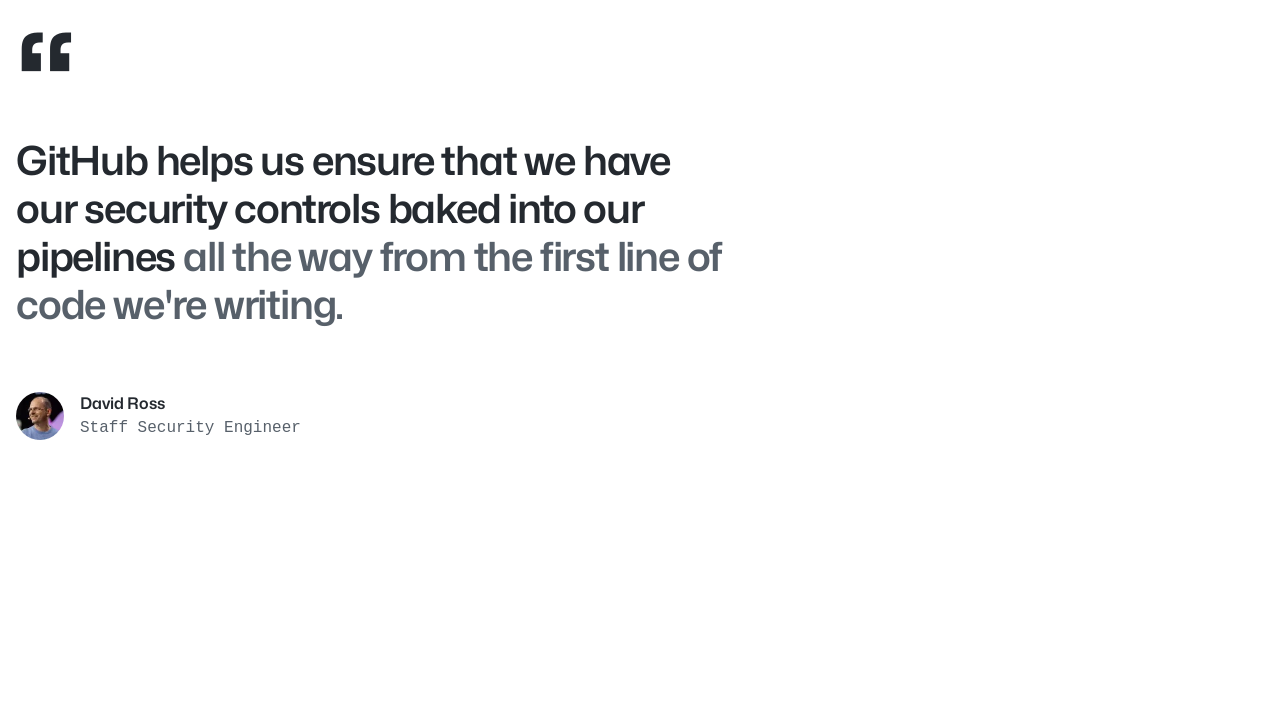 “
GitHub helps us ensure that we have
our security controls baked into our
pipelines all the way from the first line of
code we're writing.
David Ross
Staff Security Engineer